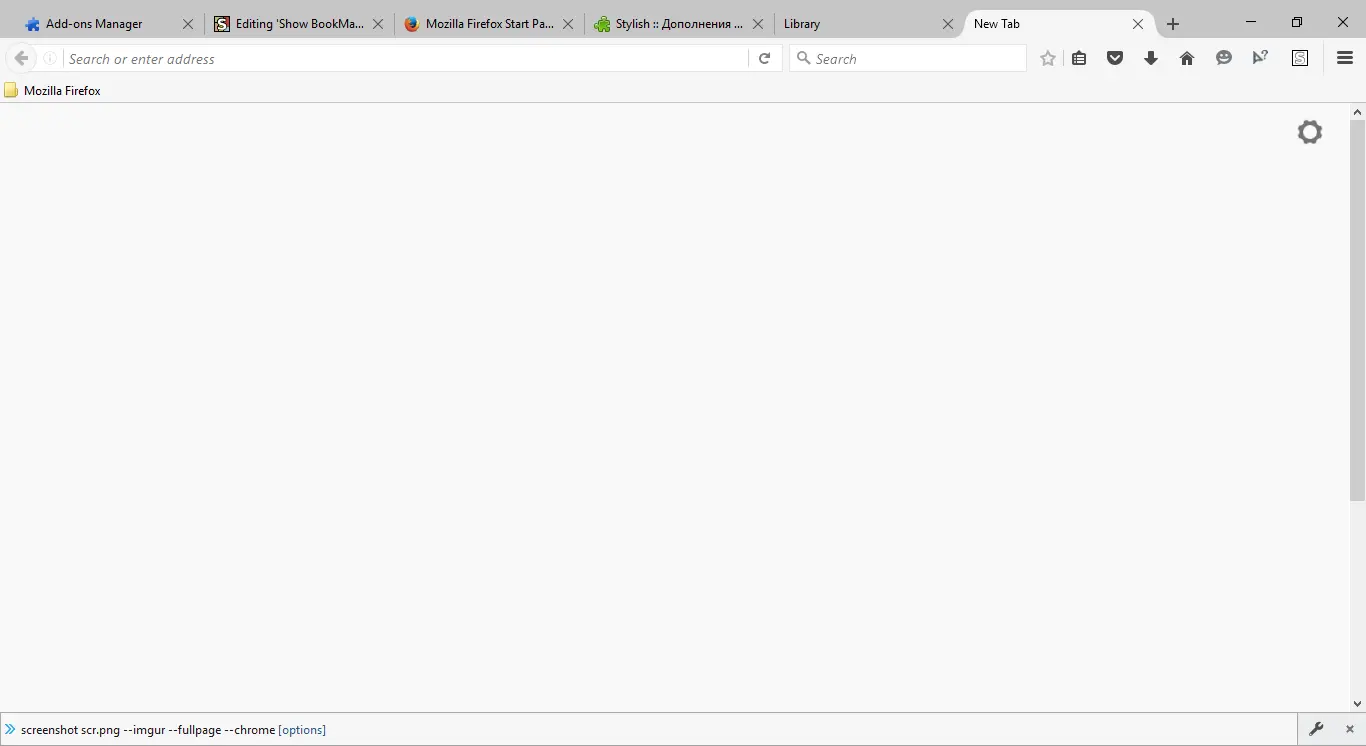 Add-ons Manager
Editing 'Show BookMa...
Mozilla Firefox Start Pa...
Stylish :: Дополнения ...
Library
New Tab
Search or enter address
Search
Mozilla Firefox
screenshot scr.png --imgur --fullpage --chrome [options]